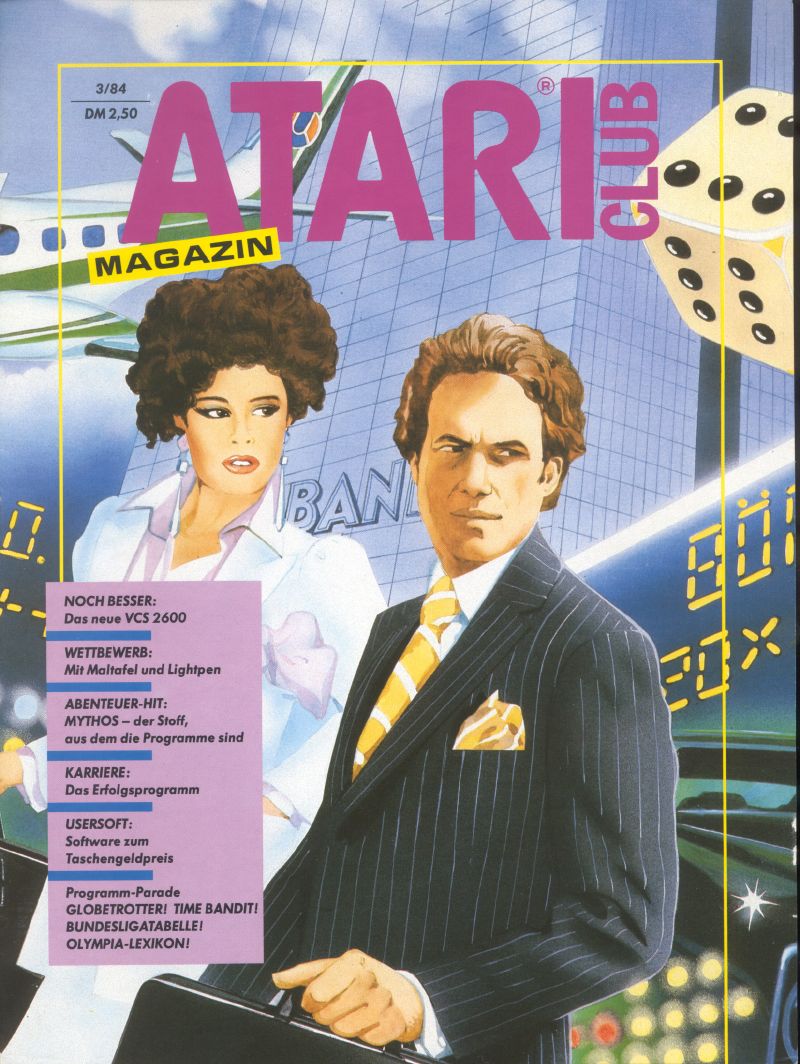 3/84
DM 2,50
ATARI®
CLUB
MAGAZIN
BAN
NOCH BESSER:
Das neue VCS 2600
WETTBEWERB:
Mit Maltafel und Lightpen
ABENTEUER-HIT:
MYTHOS – der Stoff,
aus dem die Programme sind
KARRIERE:
Das Erfolgsprogramm
USERSOFT:
Software zum
Taschengeldpreis
Programm-Parade
GLOBETROTTER! TIME BANDIT!
BUNDESLIGATABELLE!
OLYMPIA-LEXIKON!